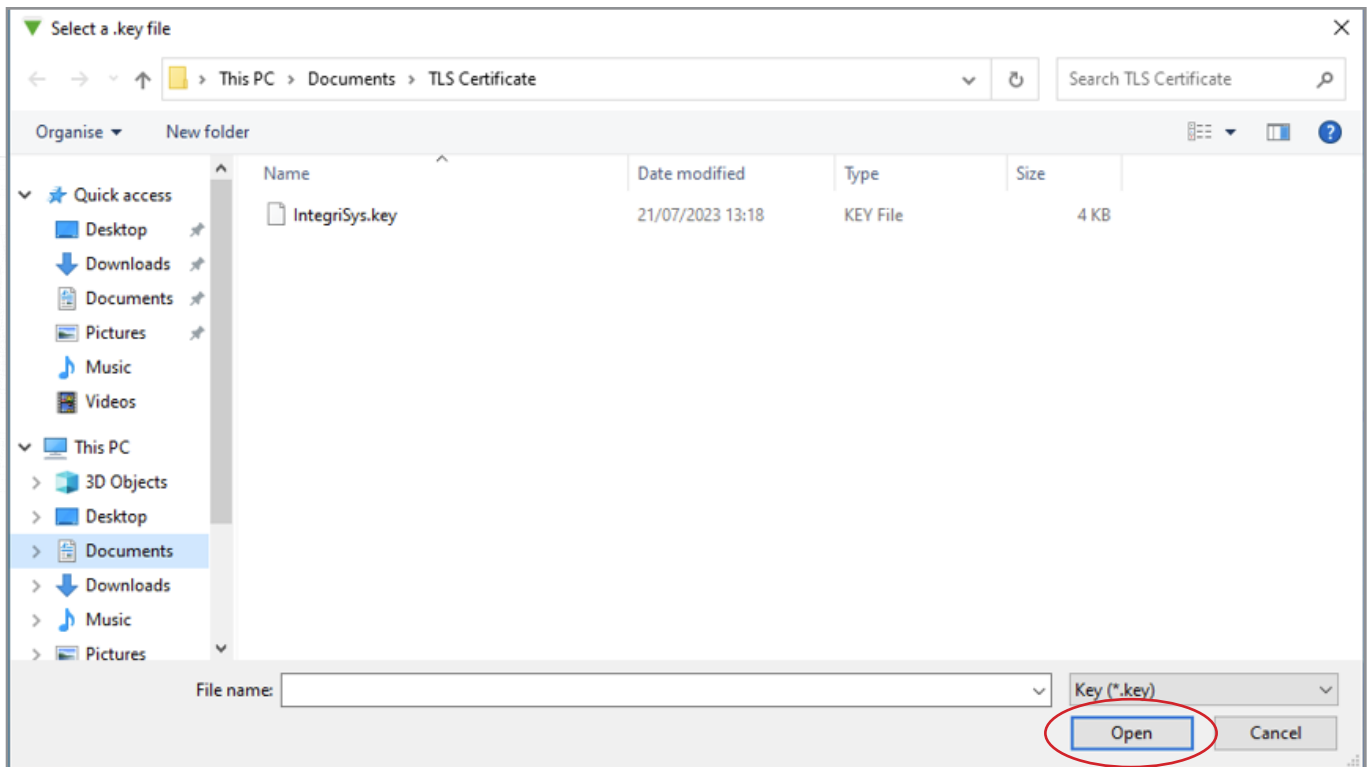 Select a .key file
This PC > Documents > TLS Certificate
Search TLS Certificate
Organise
New folder
Name
Date modified
Type
Size
IntegriSys.key
21/07/2023 13:18
KEY File
4 KB
Quick access
Desktop
Downloads
Documents
Pictures
Music
Videos
This PC
3D Objects
Desktop
Documents
Downloads
Music
Pictures
File name:
Key (*.key)
Open
Cancel